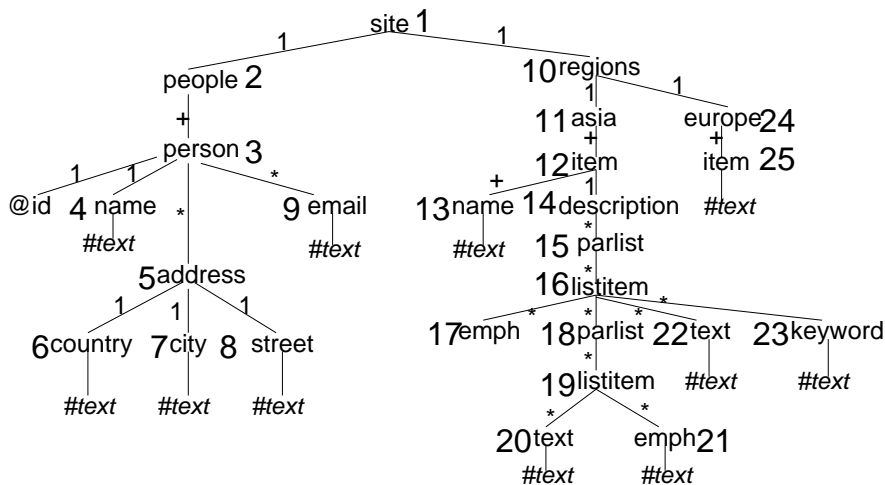 site 1
1 1
people 2 10 regions
1 1
11 asia europe 24
+ + +
person 3 12 item item 25
1 1 * + 1
@id 4 name * 9 email 13 name 14 description #text
#text #text #text *
15 parlist
*
5 address 16 listitem
1 1 1 * * * *
6 country 7 city 8 street 17 emph 18 parlist 22 text 23 keyword
*
#text #text #text 19 listitem #text #text
* *
20 text emph 21
#text #text